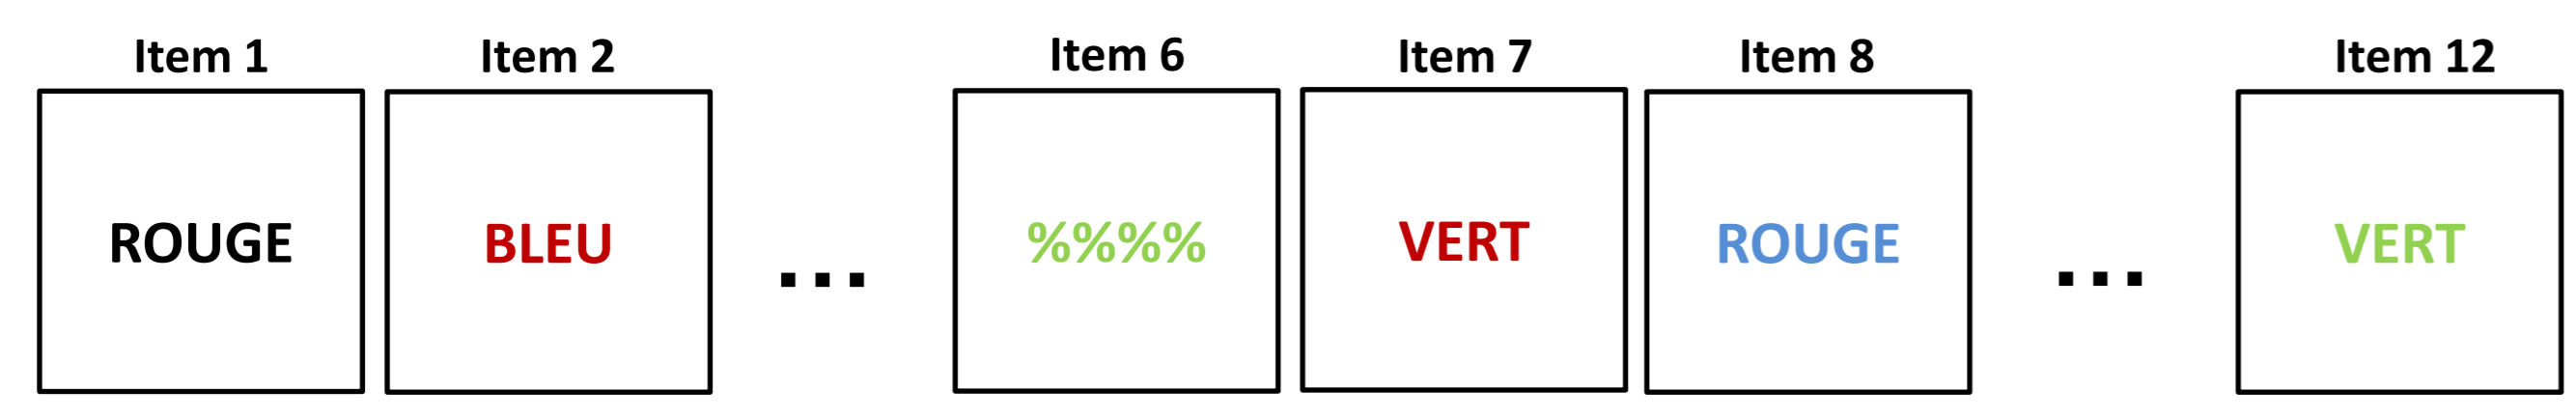 Item 1 Item 2 Item 6 Item 7 Item 8 Item 12
ROUGE BLEU ... %%%% VERT ROUGE ... VERT